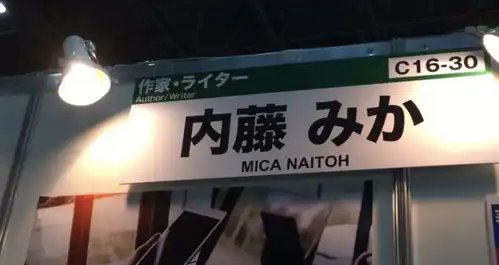 作家・ライター
Author/Writer
C16-30
内藤 みか
MICA NAITOH